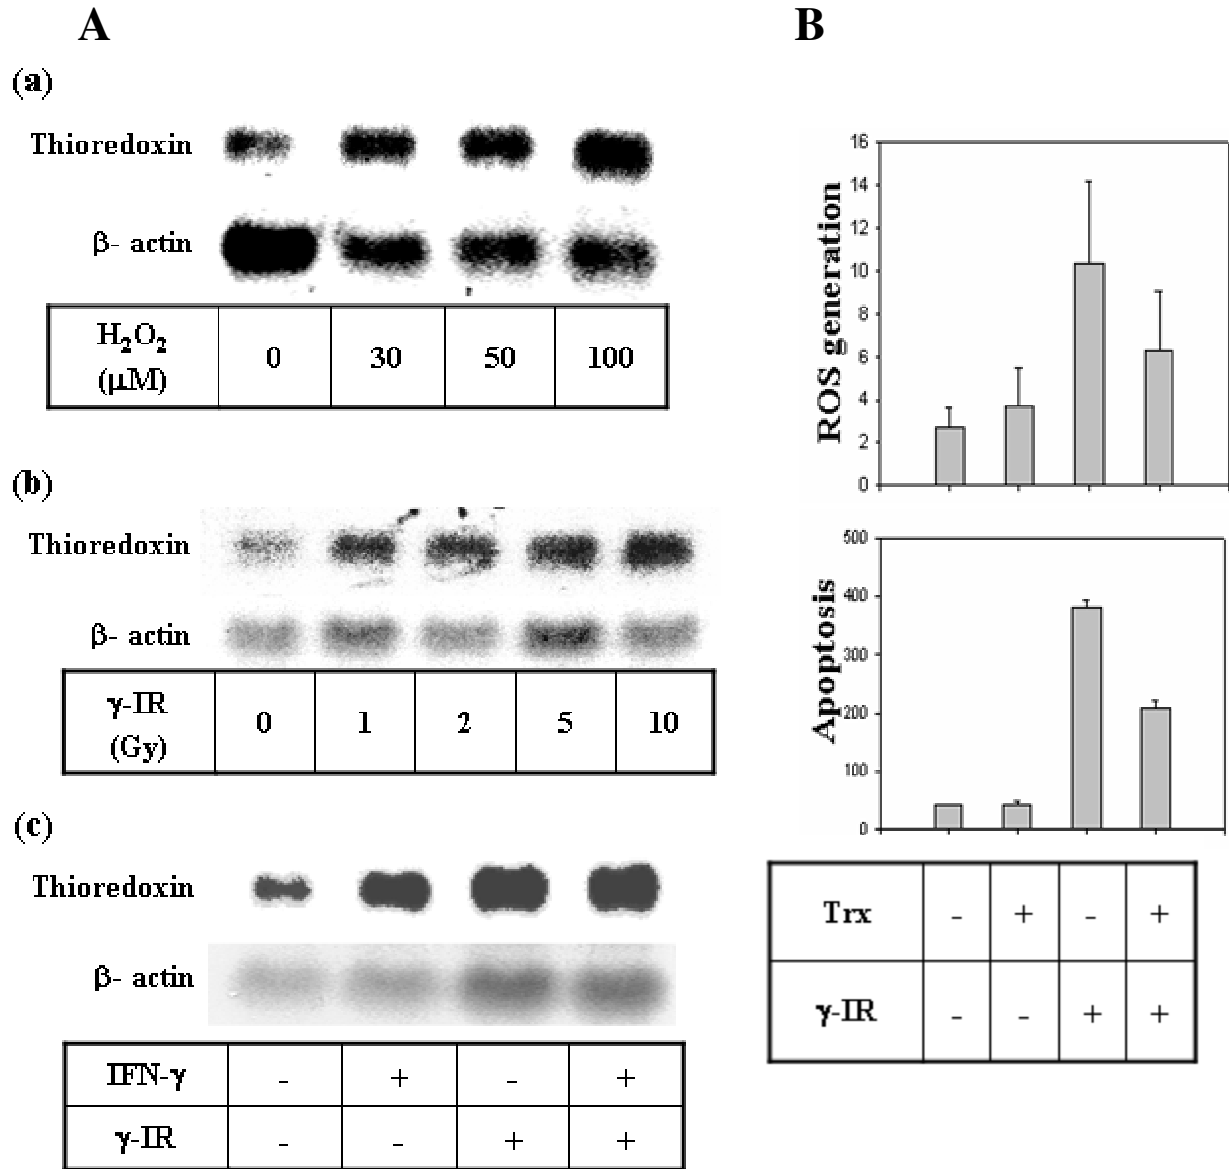 A
(a)
Thioredoxin
β- actin
H₂O₂ (μM) 0 30 50 100
(b)
Thioredoxin
β- actin
γ-IR (Gy) 0 1 2 5 10
(c)
Thioredoxin
β- actin
IFN-γ - + - +
γ-IR - - + +
B
ROS generation
16
14
12
10
8
6
4
2
0
Apoptosis
500
400
300
200
100
0
Trx - + - +
γ-IR - - + +